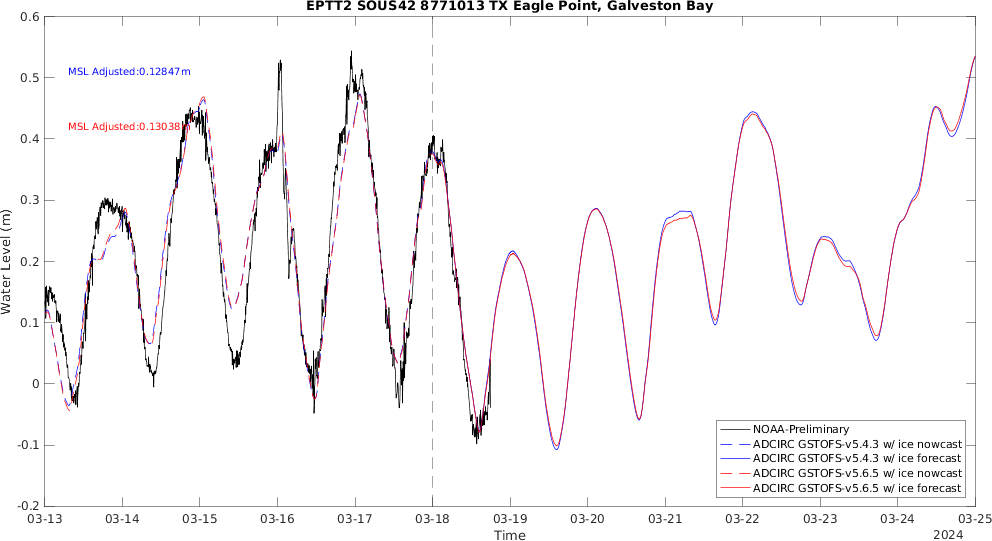 EPTT2 SOUS42 8771013 TX Eagle Point, Galveston Bay
0.6
0.5
0.4
0.3
0.2
0.1
0
-0.1
-0.2
Water Level (m)
MSL Adjusted:0.12847m
MSL Adjusted:0.13038
NOAA-Preliminary
ADCIRC GSTOFS-v5.4.3 w/ ice nowcast
ADCIRC GSTOFS-v5.4.3 w/ ice forecast
ADCIRC GSTOFS-v5.6.5 w/ ice nowcast
ADCIRC GSTOFS-v5.6.5 w/ ice forecast
03-13 03-14 03-15 03-16 03-17 03-18 03-19 03-20 03-21 03-22 03-23 03-24 03-25
Time
2024